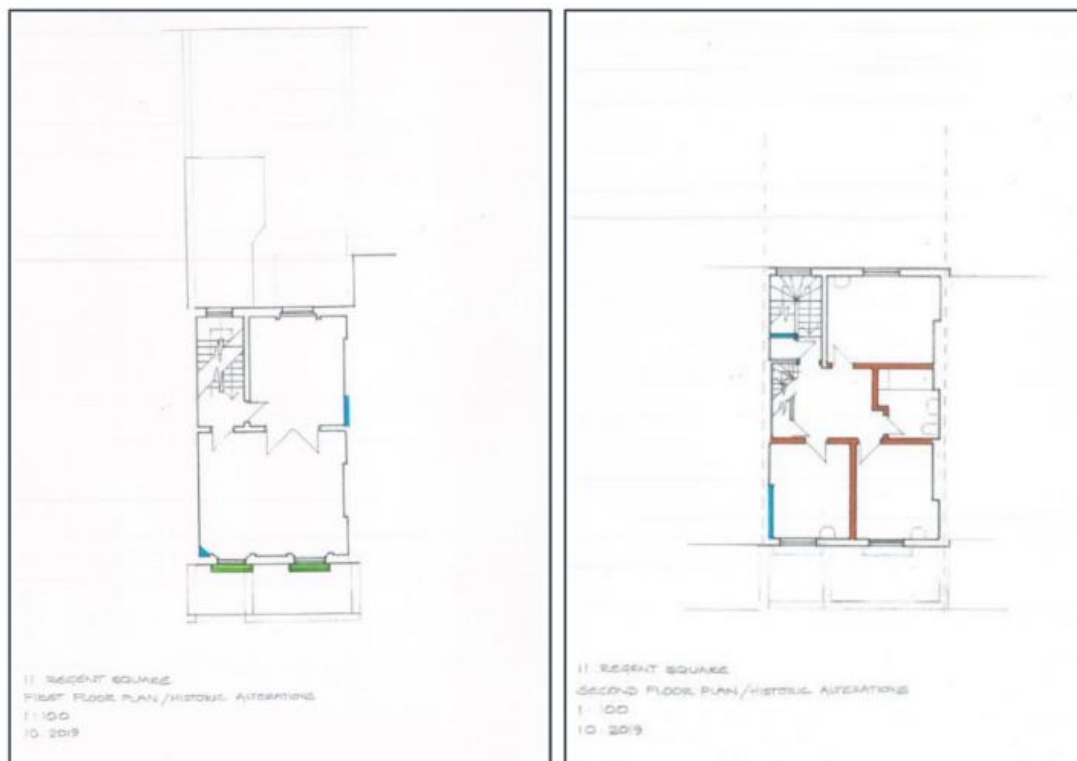 11 REGENT SQUARE
FIRST FLOOR PLAN / HISTORIC ALTERATIONS
1:100
10.2019
11 REGENT SQUARE
SECOND FLOOR PLAN / HISTORIC ALTERATIONS
1:100
10.2019